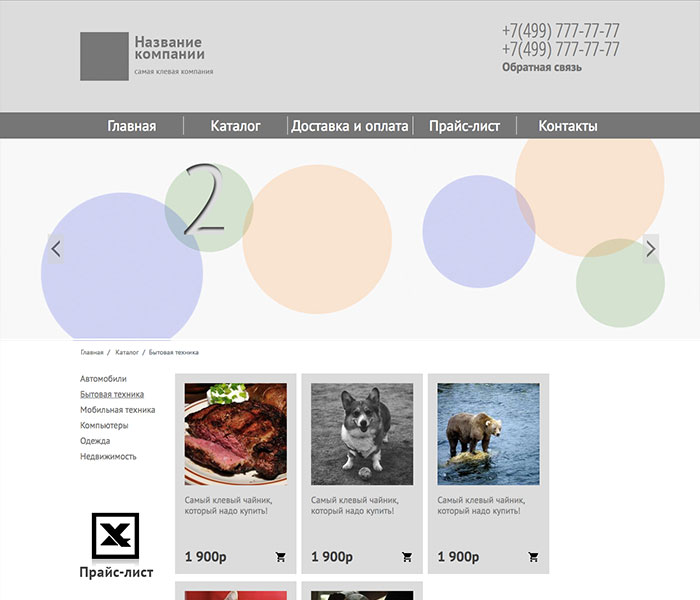 Название
компании
самая клевая компания
+7(499) 777-77-77
+7(499) 777-77-77
Обратная связь
Главная
Каталог
Доставка и оплата
Прайс-лист
Контакты
2
Главная / Каталог / Бытовая техника
Автомобили
Бытовая техника
Мобильная техника
Компьютеры
Одежда
Недвижимость
X
Прайс-лист
Самый клевый чайник,
который надо купить!
1 900р
Самый клевый чайник,
который надо купить!
1 900р
Самый клевый чайник,
который надо купить!
1 900р